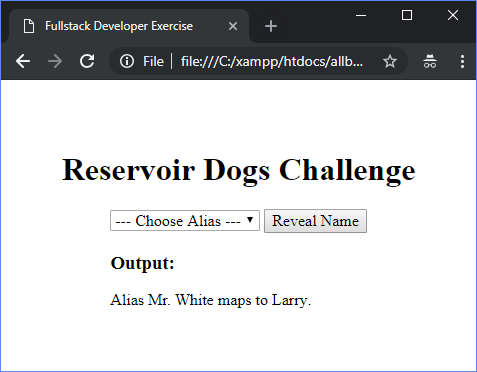 Fullstack Developer Exercise
File file:///C:/xampp/htdocs/allb...
Reservoir Dogs Challenge
--- Choose Alias --- Reveal Name
Output:
Alias Mr. White maps to Larry.